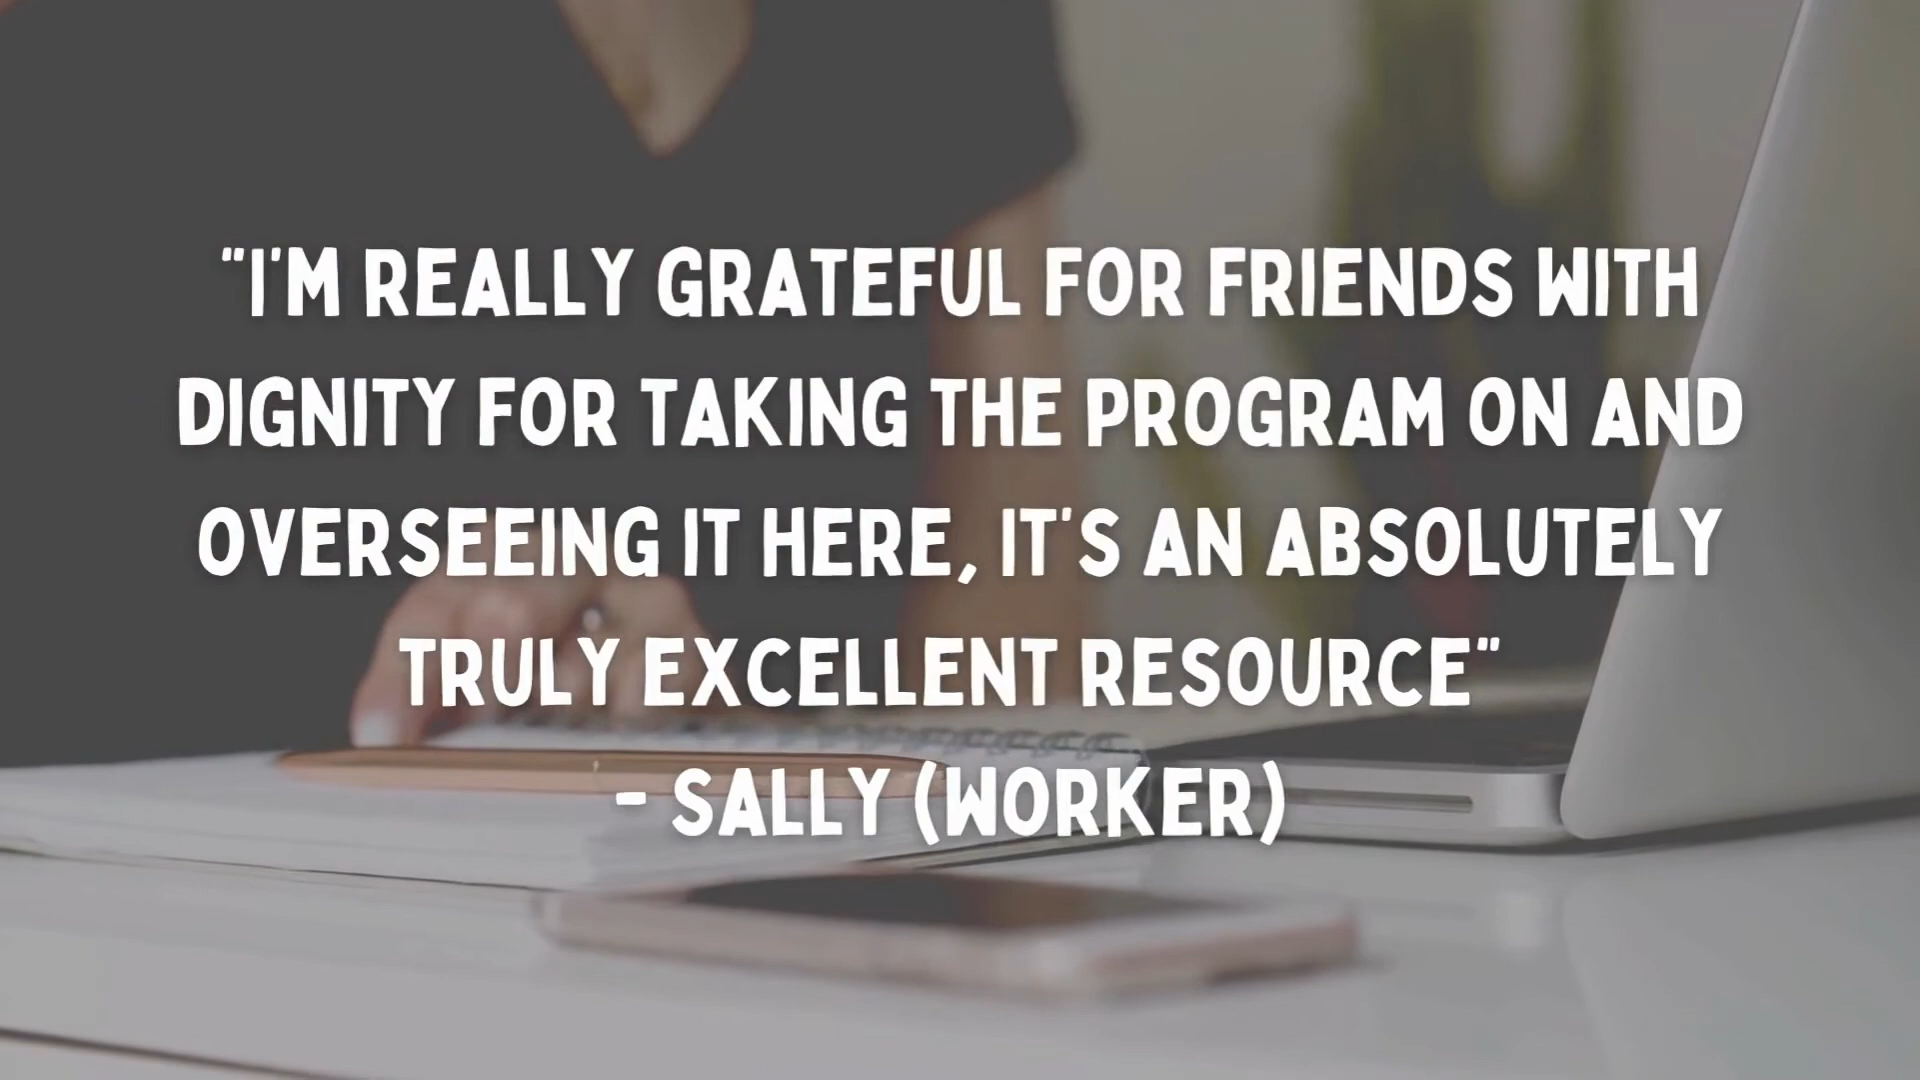 "I'M REALLY GRATEFUL FOR FRIENDS WITH
DIGNITY FOR TAKING THE PROGRAM ON AND
OVERSEEING IT HERE, IT'S AN ABSOLUTELY
TRULY EXCELLENT RESOURCE"
- SALLY (WORKER)